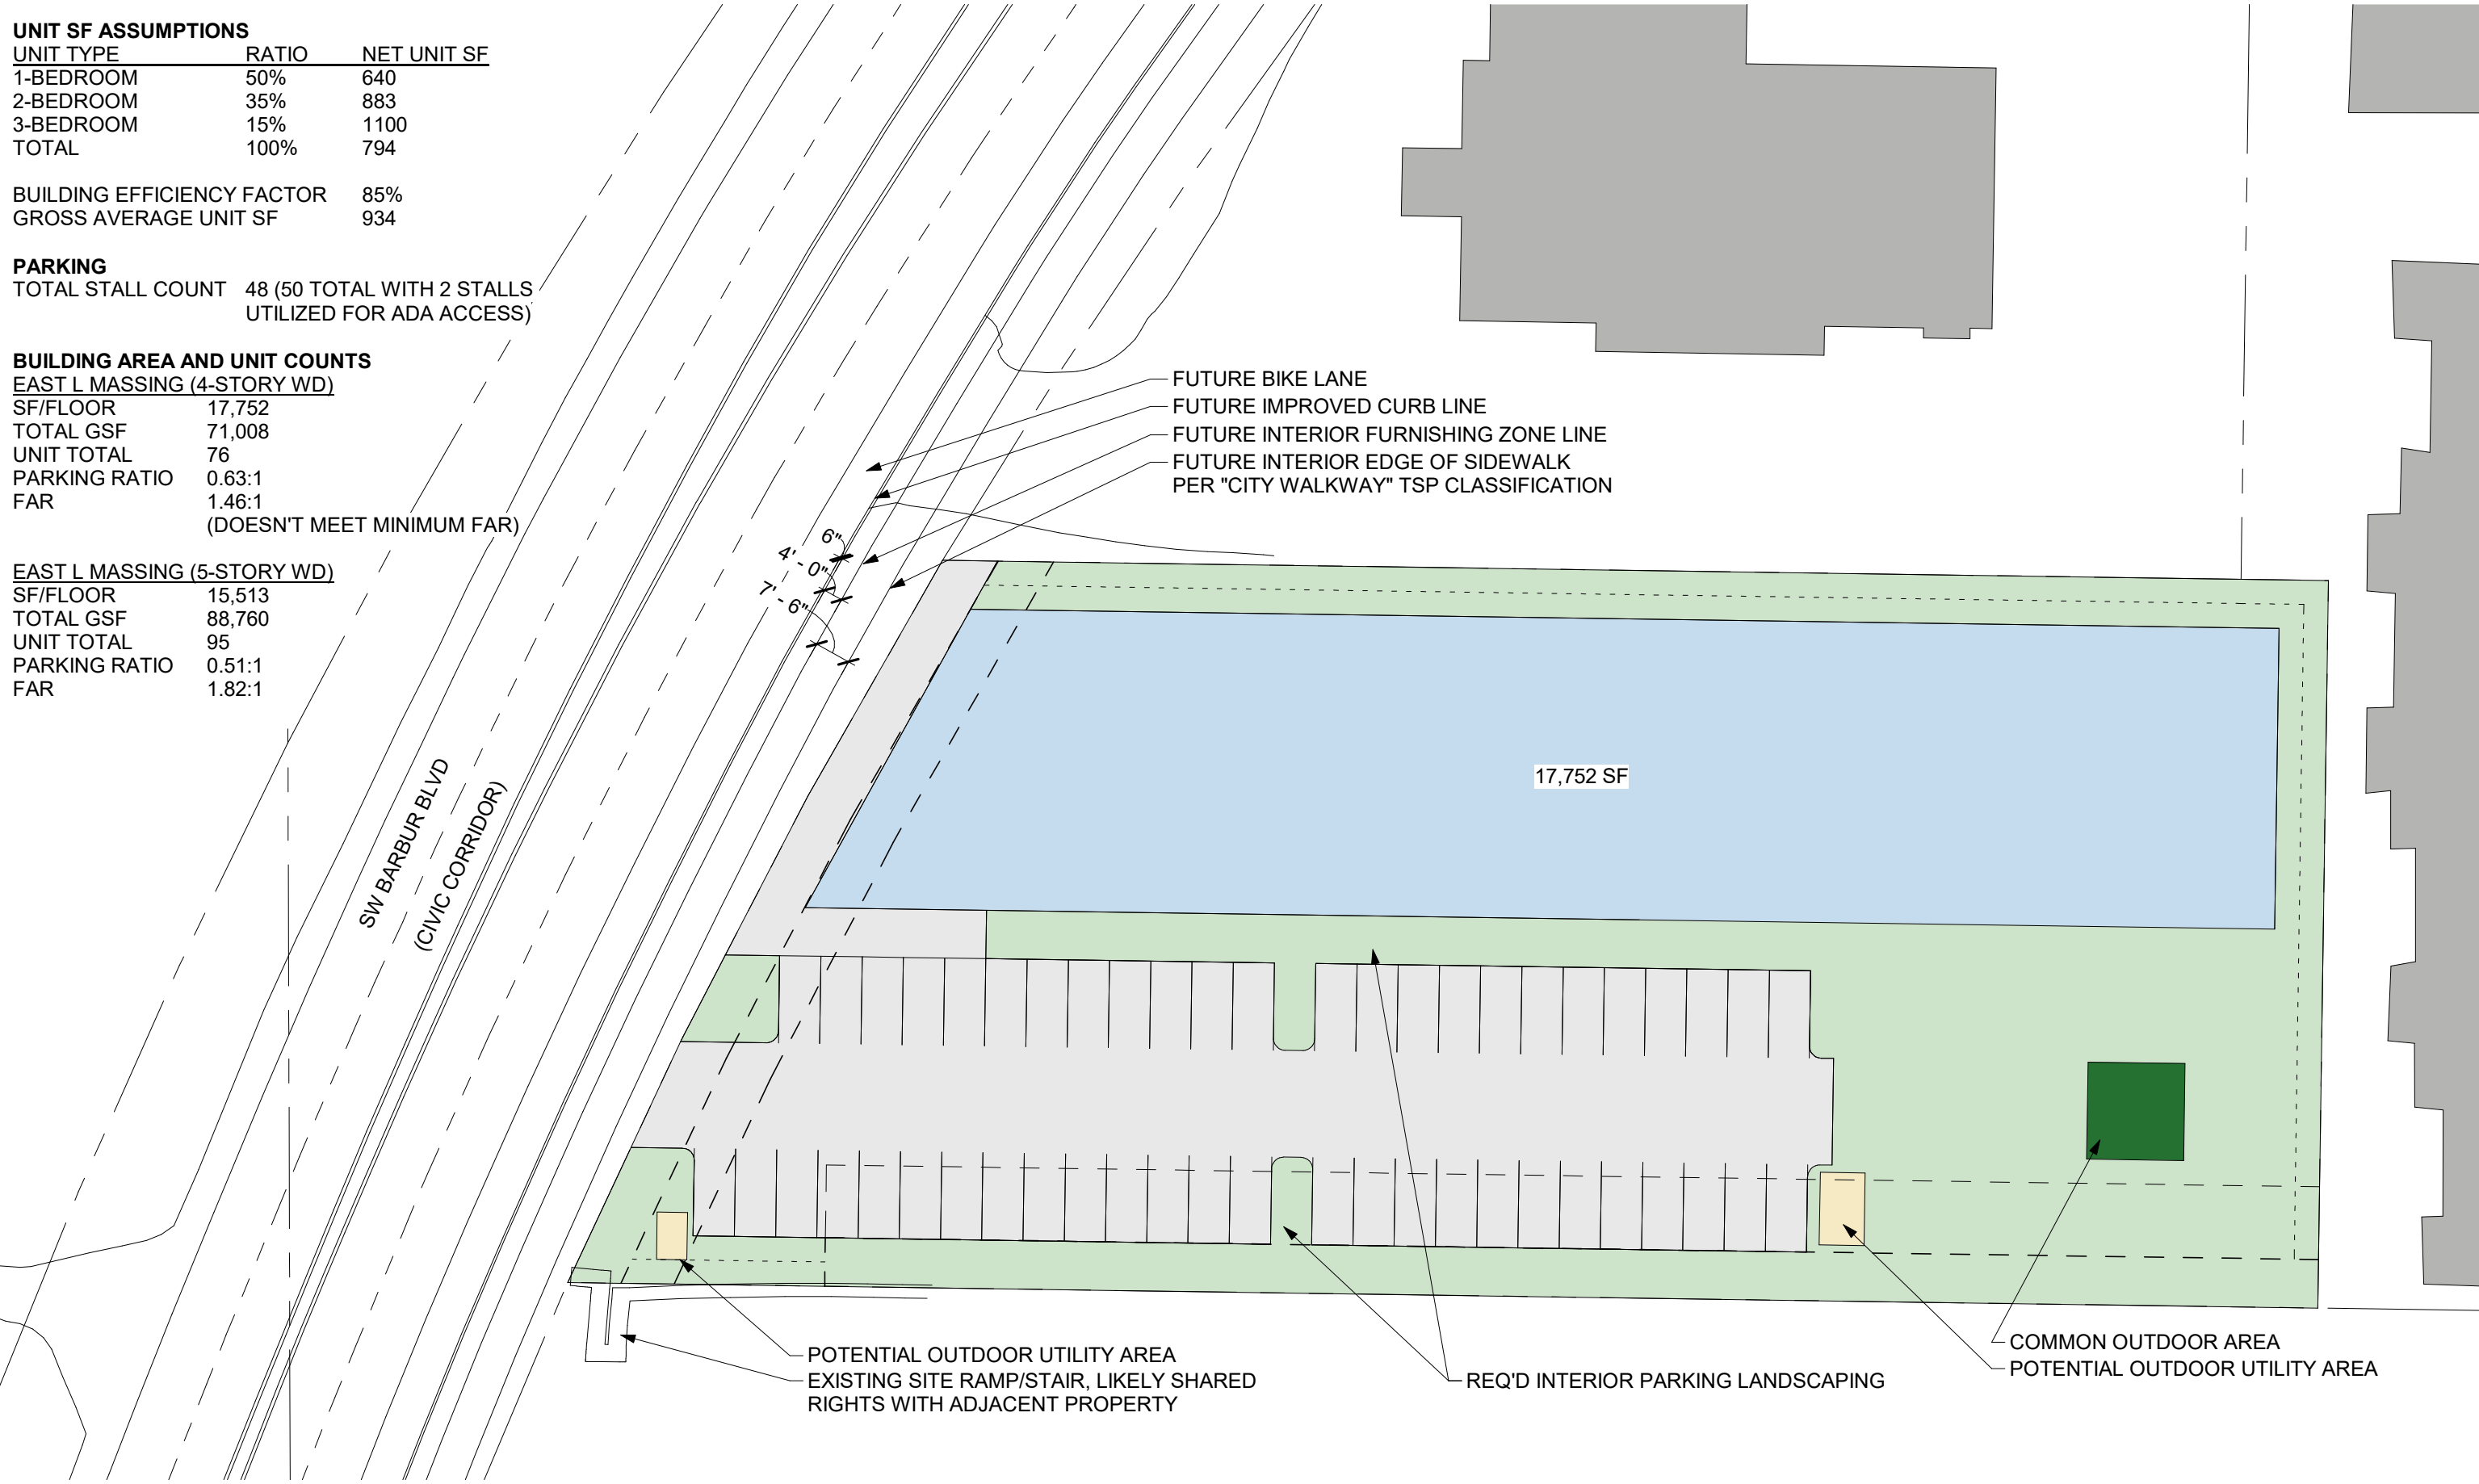 UNIT SF ASSUMPTIONS
UNIT TYPE RATIO NET UNIT SF
1-BEDROOM 50% 640
2-BEDROOM 35% 883
3-BEDROOM 15% 1100
TOTAL 100% 794
BUILDING EFFICIENCY FACTOR 85%
GROSS AVERAGE UNIT SF 934
PARKING
TOTAL STALL COUNT 48 (50 TOTAL WITH 2 STALLS
UTILIZED FOR ADA ACCESS)
BUILDING AREA AND UNIT COUNTS
EAST L MASSING (4-STORY WD)
SF/FLOOR 17,752
TOTAL GSF 71,008
UNIT TOTAL 76
PARKING RATIO 0.63:1
FAR 1.46:1
(DOESN'T MEET MINIMUM FAR)
EAST L MASSING (5-STORY WD)
SF/FLOOR 15,513
TOTAL GSF 88,760
UNIT TOTAL 95
PARKING RATIO 0.51:1
FAR 1.82:1
FUTURE BIKE LANE
FUTURE IMPROVED CURB LINE
FUTURE INTERIOR FURNISHING ZONE LINE
FUTURE INTERIOR EDGE OF SIDEWALK
PER "CITY WALKWAY" TSP CLASSIFICATION
6"
4' - 0"
7' - 6"
SW BARBUR BLVD
(CIVIC CORRIDOR)
17,752 SF
POTENTIAL OUTDOOR UTILITY AREA
EXISTING SITE RAMP/STAIR, LIKELY SHARED
RIGHTS WITH ADJACENT PROPERTY
REQ'D INTERIOR PARKING LANDSCAPING
COMMON OUTDOOR AREA
POTENTIAL OUTDOOR UTILITY AREA